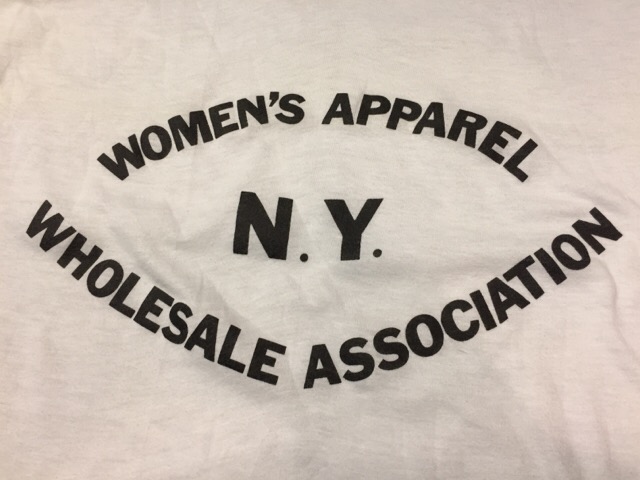 WOMEN'S APPAREL
N.Y.
WHOLESALE ASSOCIATION